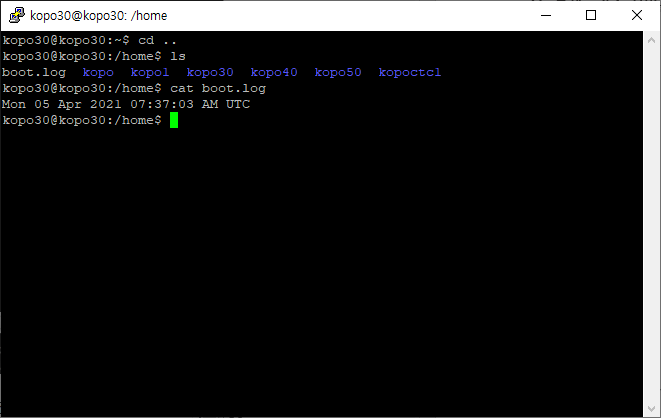 kopo30@kopo30: /home
kopo30@kopo30:~$ cd ..
kopo30@kopo30:/home$ ls
boot.log  kopo  kopo1  kopo30  kopo40  kopo50  kopoctcl
kopo30@kopo30:/home$ cat boot.log
Mon 05 Apr 2021 07:37:03 AM UTC
kopo30@kopo30:/home$